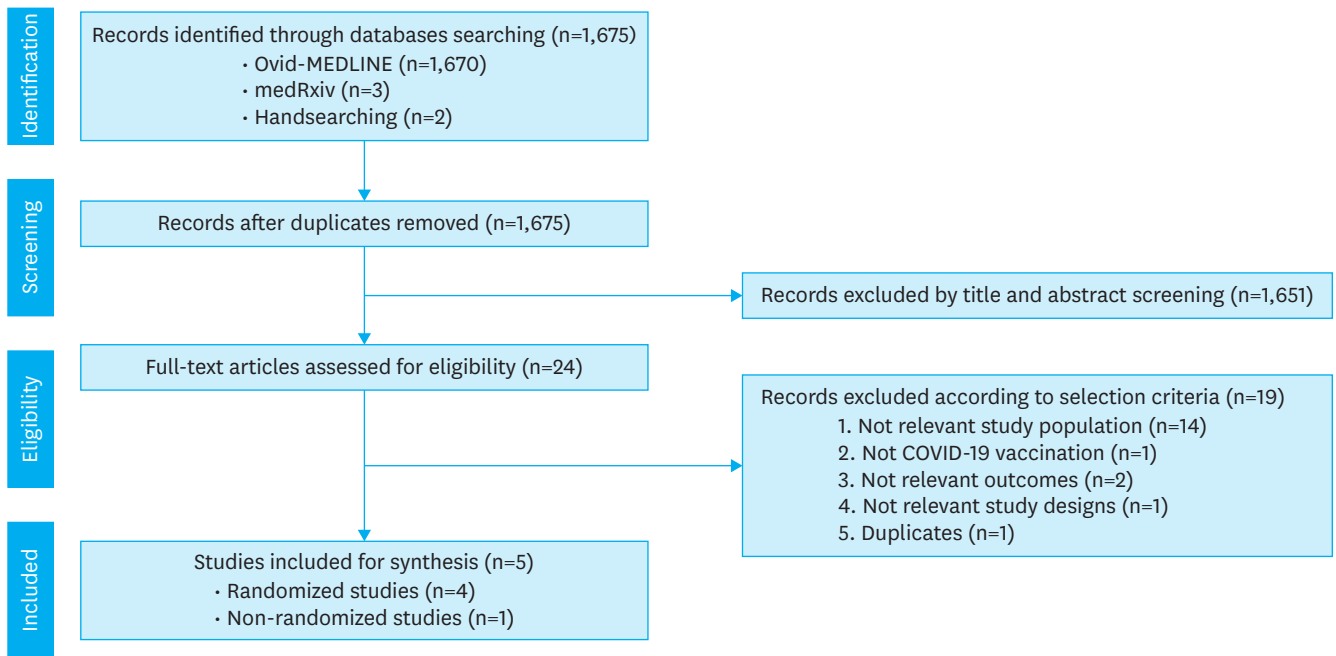 Identification
Records identified through databases searching (n=1,675)
· Ovid-MEDLINE (n=1,670)
· medRxiv (n=3)
· Handsearching (n=2)
Screening
Records after duplicates removed (n=1,675)
Records excluded by title and abstract screening (n=1,651)
Eligibility
Full-text articles assessed for eligibility (n=24)
Records excluded according to selection criteria (n=19)
1. Not relevant study population (n=14)
2. Not COVID-19 vaccination (n=1)
3. Not relevant outcomes (n=2)
4. Not relevant study designs (n=1)
5. Duplicates (n=1)
Included
Studies included for synthesis (n=5)
· Randomized studies (n=4)
· Non-randomized studies (n=1)